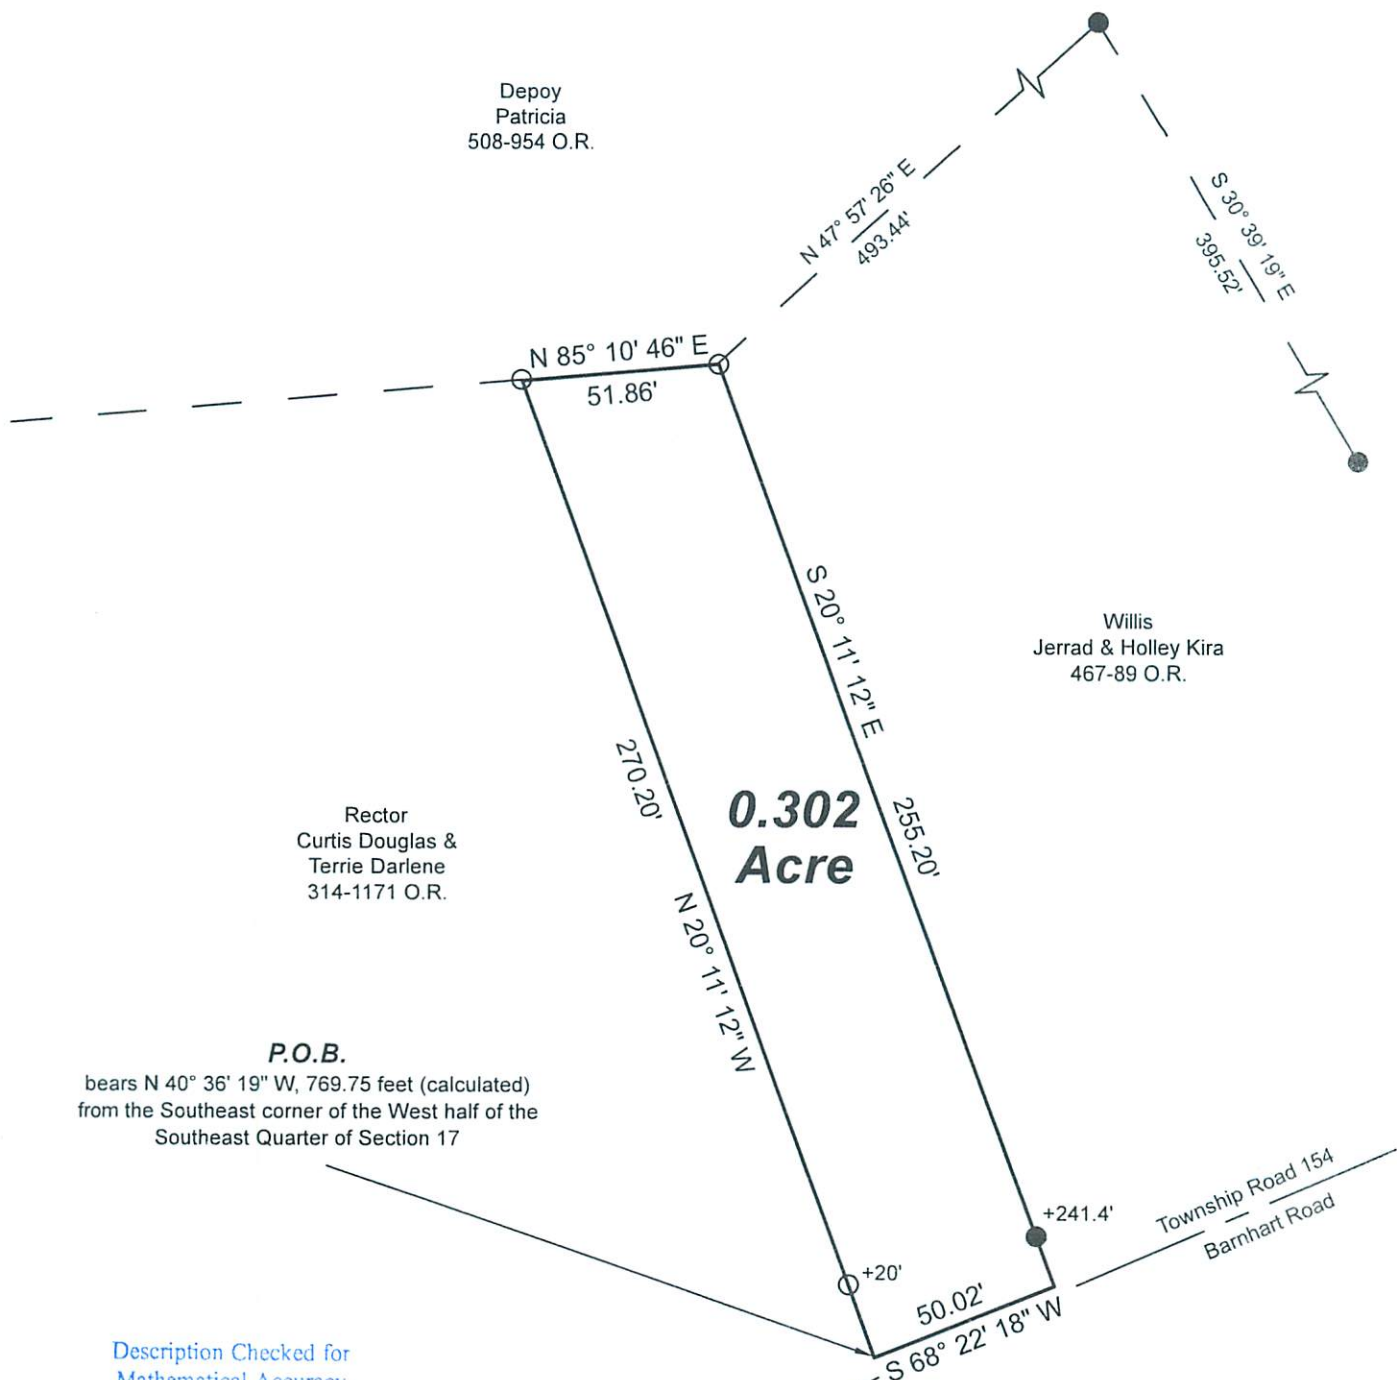 Depoy
Patricia
508-954 O.R.
N 47° 57' 26" E
493.44'
S 30° 39' 19" E
395.52'
N 85° 10' 46" E
51.86'
S 20° 11' 12" E
255.20'
Willis
Jerrad & Holley Kira
467-89 O.R.
270.20'
N 20° 11' 12" W
0.302
Acre
Rector
Curtis Douglas &
Terrie Darlene
314-1171 O.R.
P.O.B.
bears N 40° 36' 19" W, 769.75 feet (calculated)
from the Southeast corner of the West half of the
Southeast Quarter of Section 17
+241.4'
Township Road 154
Barnhart Road
+20'
50.02'
S 68° 22' 18" W
Description Checked for
Mathematical Accuracy